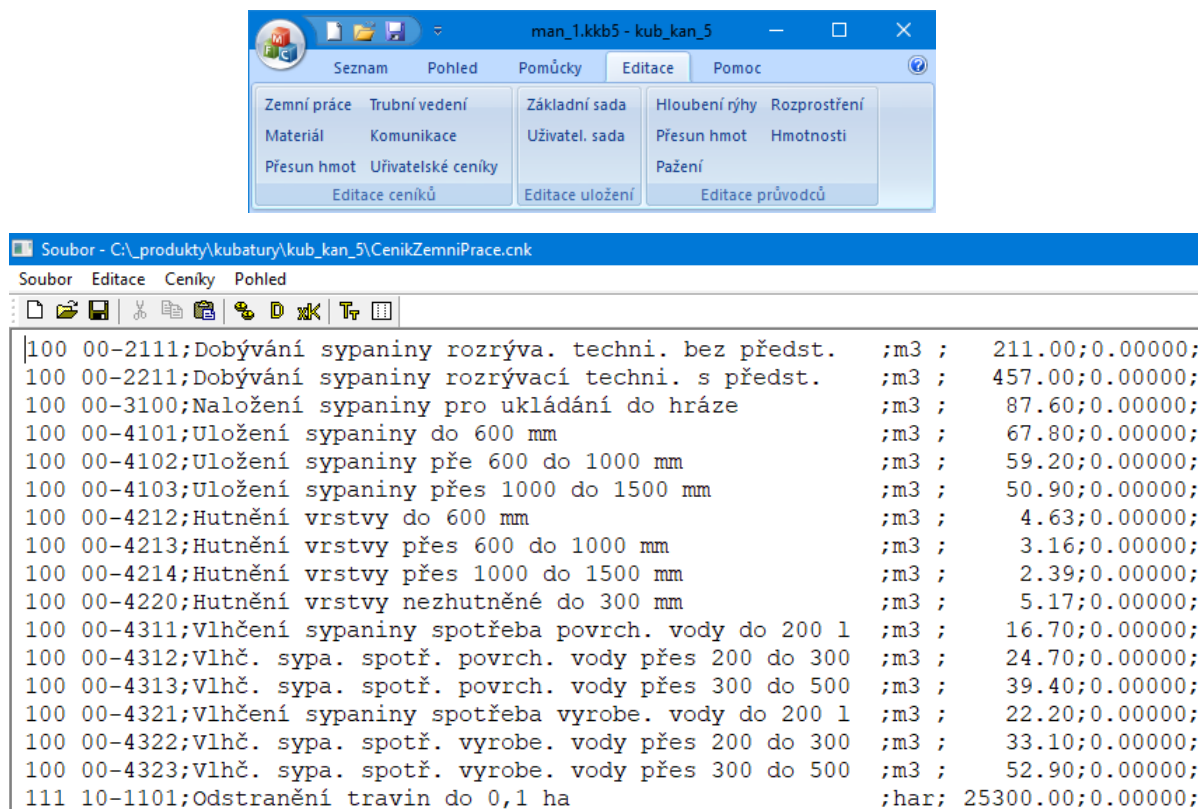 man_1.kkb5 - kub_kan_5
Seznam Pohled Pomůcky Editace Pomoc
Zemní práce Trubní vedení Základní sada Hloubení rýhy Rozprostření
Materiál Komunikace Uživatel. sada Přesun hmot Hmotnosti
Přesun hmot Uřivatelské ceníky Pažení
Editace ceníků Editace uložení Editace průvodců
Soubor - C:\_produkty\kubatury\kub_kan_5\CenikZemniPrace.cnk
Soubor Editace Ceníky Pohled
100 00-2111;Dobývání sypaniny rozrýva. techni. bez předst. ;m3 ; 211.00;0.00000;
100 00-2211;Dobývání sypaniny rozrývací techni. s předst. ;m3 ; 457.00;0.00000;
100 00-3100;Naložení sypaniny pro ukládání do hráze ;m3 ; 87.60;0.00000;
100 00-4101;Uložení sypaniny do 600 mm ;m3 ; 67.80;0.00000;
100 00-4102;Uložení sypaniny pře 600 do 1000 mm ;m3 ; 59.20;0.00000;
100 00-4103;Uložení sypaniny přes 1000 do 1500 mm ;m3 ; 50.90;0.00000;
100 00-4212;Hutnění vrstvy do 600 mm ;m3 ; 4.63;0.00000;
100 00-4213;Hutnění vrstvy přes 600 do 1000 mm ;m3 ; 3.16;0.00000;
100 00-4214;Hutnění vrstvy přes 1000 do 1500 mm ;m3 ; 2.39;0.00000;
100 00-4220;Hutnění vrstvy nezhutněné do 300 mm ;m3 ; 5.17;0.00000;
100 00-4311;Vlhčení sypaniny spotřeba povrch. vody do 200 l ;m3 ; 16.70;0.00000;
100 00-4312;Vlhč. sypa. spotř. povrch. vody přes 200 do 300 ;m3 ; 24.70;0.00000;
100 00-4313;Vlhč. sypa. spotř. povrch. vody přes 300 do 500 ;m3 ; 39.40;0.00000;
100 00-4321;Vlhčení sypaniny spotřeba vyrobe. vody do 200 l ;m3 ; 22.20;0.00000;
100 00-4322;Vlhč. sypa. spotř. vyrobe. vody přes 200 do 300 ;m3 ; 33.10;0.00000;
100 00-4323;Vlhč. sypa. spotř. vyrobe. vody přes 300 do 500 ;m3 ; 52.90;0.00000;
111 10-1101;Odstranění travin do 0,1 ha ;har; 25300.00;0.00000;